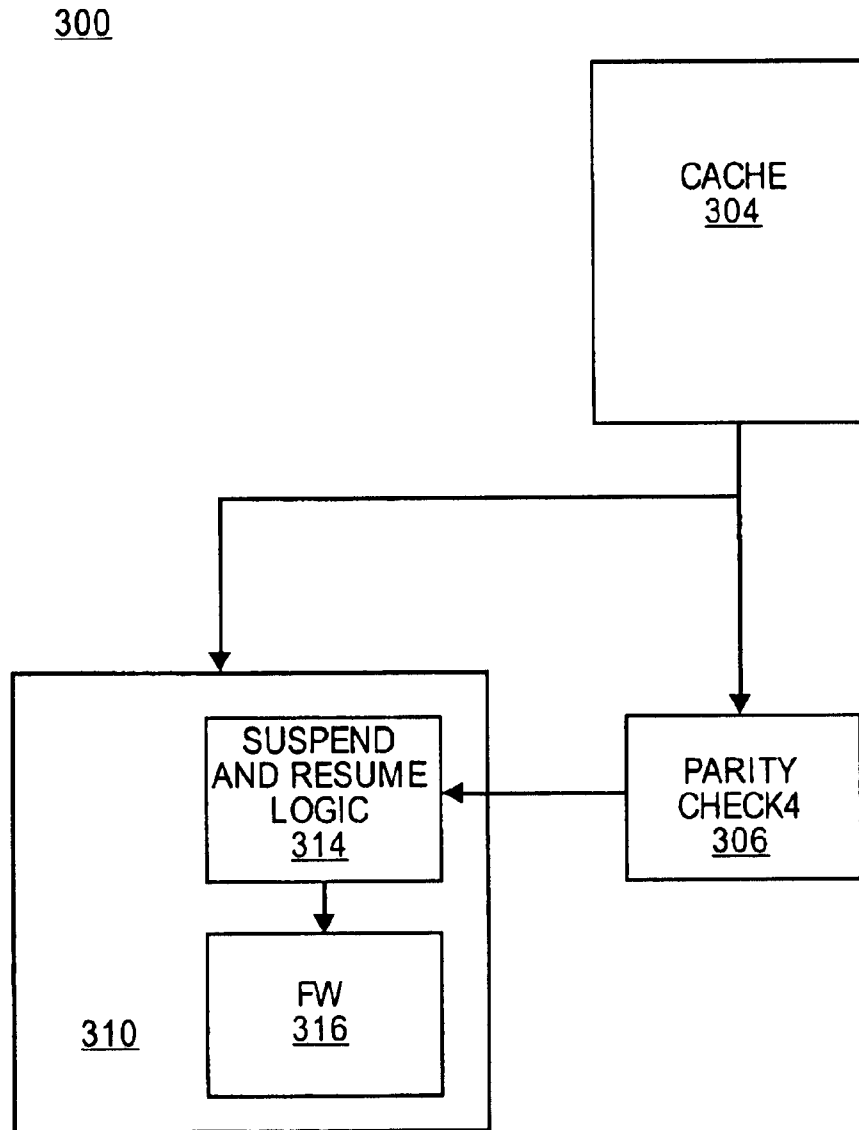 300
CACHE
304
SUSPEND
AND RESUME
LOGIC
314
PARITY
CHECK4
306
FW
316
310